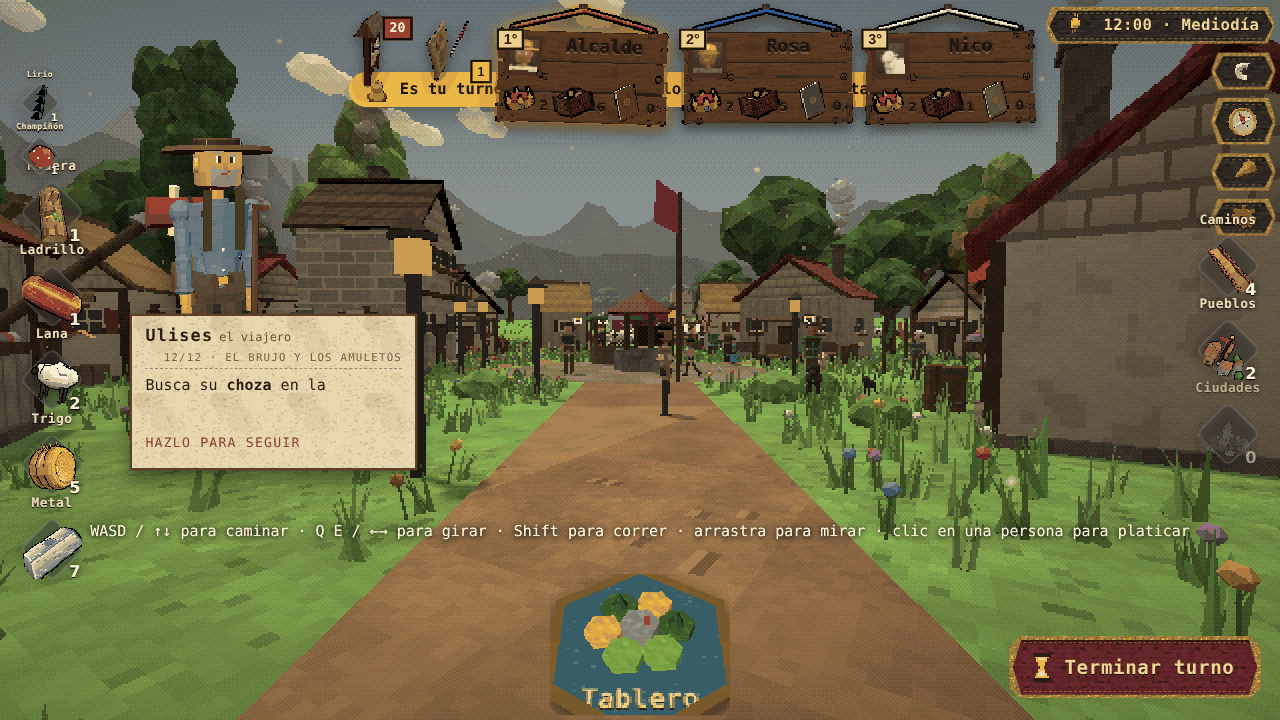 12:00 · Mediodía
20
1° Alcalde
2 6 0
2° Rosa
2 5 0
3° Nico
2 1 0
1
Es tu turn
Lirio
1
Champiñón
1
Ladrillo
1
Lana
1
Trigo
2
Metal
5
7
Caminos
4
Pueblos
2
Ciudades
0
Ulises el viajero
12/12 · EL BRUJO Y LOS AMULETOS
Busca su choza en la
HAZLO PARA SEGUIR
WASD / ↑↓ para caminar · Q E / ←→ para girar · Shift para correr · arrastra para mirar · clic en una persona para platicar
Tablero
Terminar turno